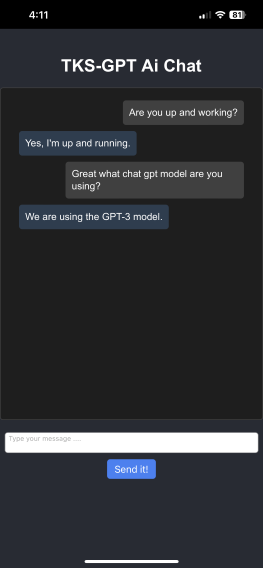 4:11
81
TKS-GPT Ai Chat
Are you up and working?
Yes, I'm up and running.
Great what chat gpt model are you
using?
We are using the GPT-3 model.
Type your message ....
Send it!